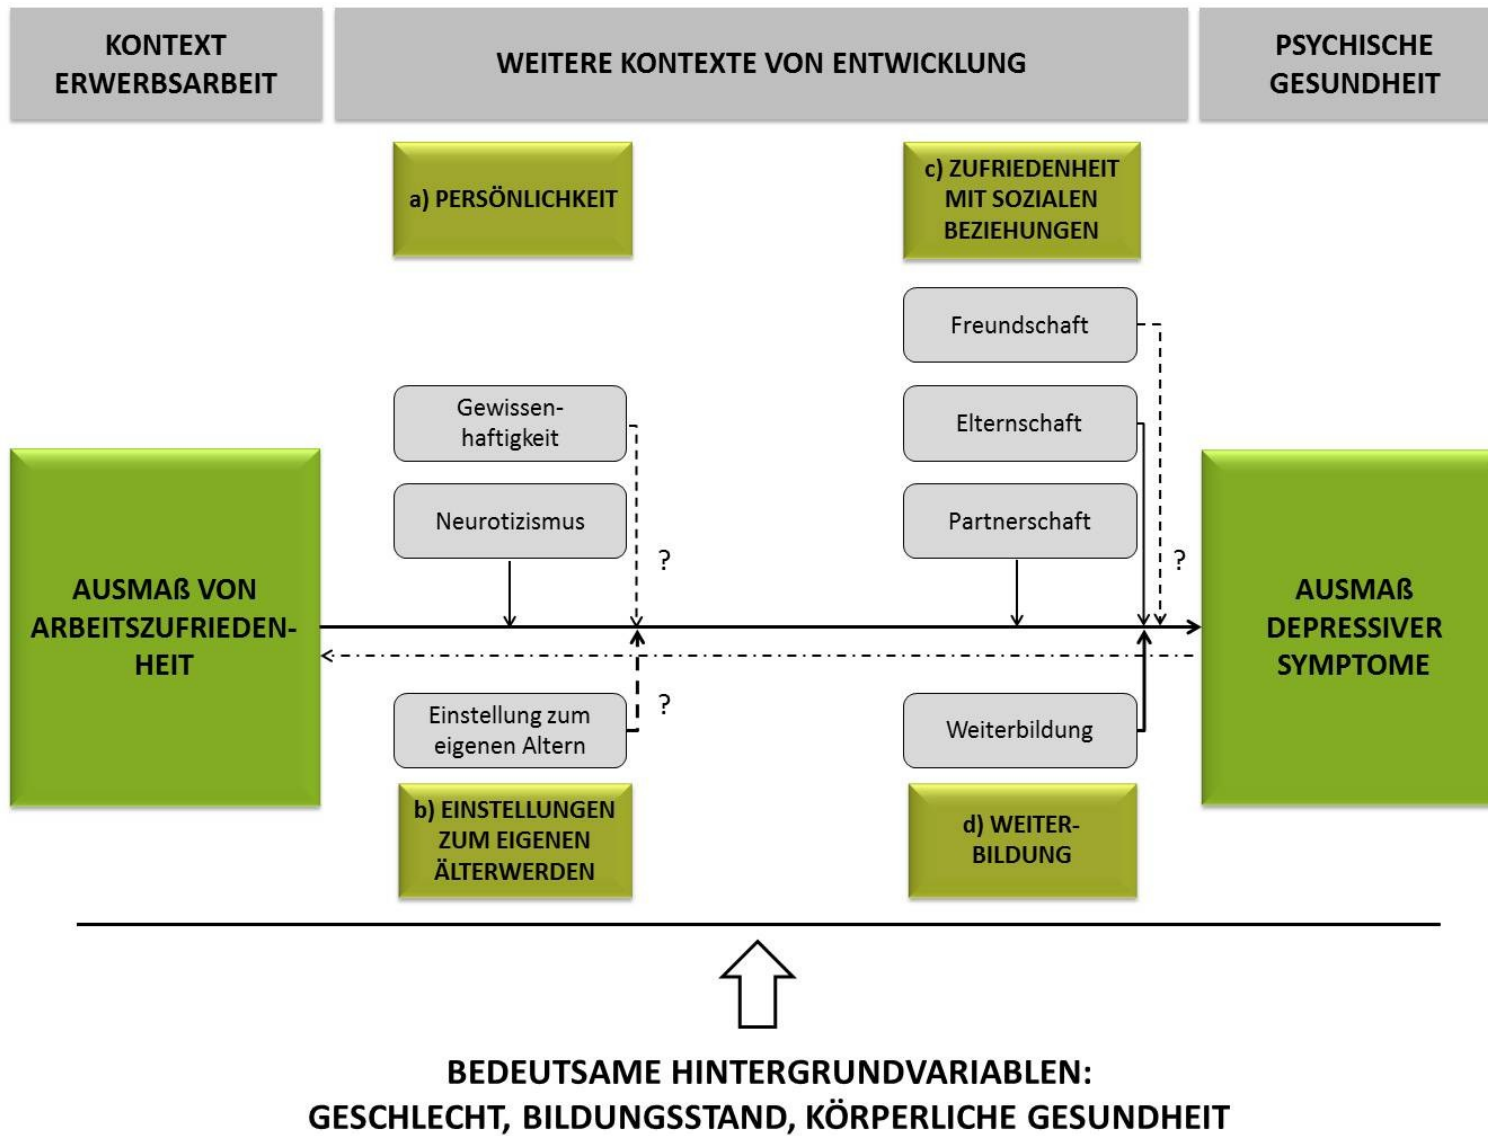 KONTEXT
ERWERBSARBEIT
WEITERE KONTEXTE VON ENTWICKLUNG
PSYCHISCHE
GESUNDHEIT
a) PERSÖNLICHKEIT
c) ZUFRIEDENHEIT
MIT SOZIALEN
BEZIEHUNGEN
Freundschaft
Gewissen-
haftigkeit
Elternschaft
Neurotizismus
Partnerschaft
?
?
AUSMAß VON
ARBEITSZUFRIEDEN-
HEIT
AUSMAß
DEPRESSIVER
SYMPTOME
Einstellung zum
eigenen Altern
?
Weiterbildung
b) EINSTELLUNGEN
ZUM EIGENEN
ÄLTERWERDEN
d) WEITER-
BILDUNG
BEDEUTSAME HINTERGRUNDVARIABLEN:
GESCHLECHT, BILDUNGSSTAND, KÖRPERLICHE GESUNDHEIT